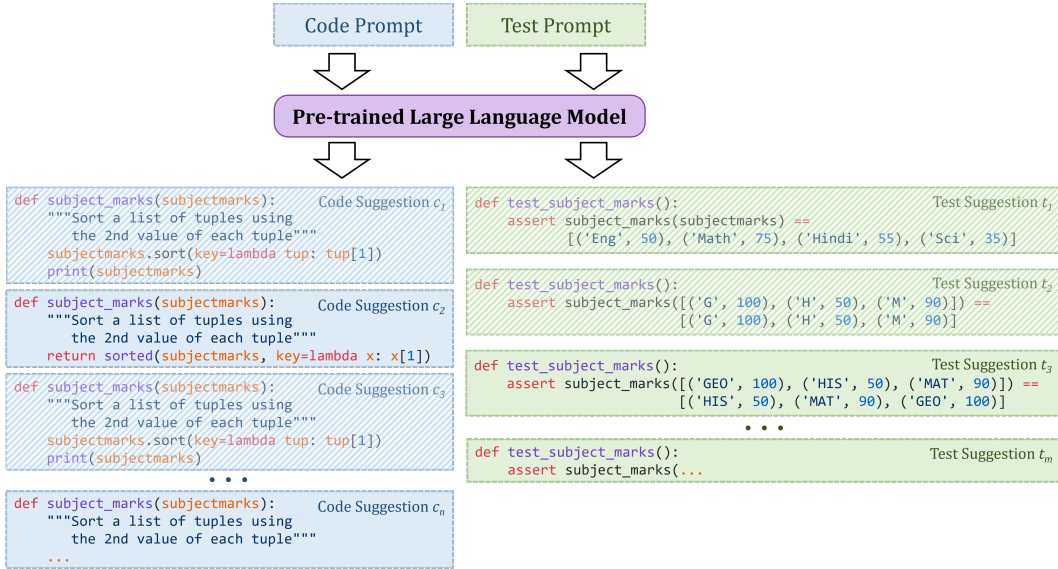 Code Prompt
Test Prompt
Pre-trained Large Language Model
def subject_marks(subjectmarks):
Code Suggestion c1
"""Sort a list of tuples using
the 2nd value of each tuple"""
subjectmarks.sort(key=lambda tup: tup[1])
print(subjectmarks)
def subject_marks(subjectmarks):
Code Suggestion c2
"""Sort a list of tuples using
the 2nd value of each tuple"""
return sorted(subjectmarks, key=lambda x: x[1])
def subject_marks(subjectmarks):
Code Suggestion c3
"""Sort a list of tuples using
the 2nd value of each tuple"""
subjectmarks.sort(key=lambda tup: tup[1])
print(subjectmarks)
• • •
def subject_marks(subjectmarks):
Code Suggestion cn
"""Sort a list of tuples using
the 2nd value of each tuple"""
...
def test_subject_marks():
Test Suggestion t1
assert subject_marks(subjectmarks) ==
[('Eng', 50), ('Math', 75), ('Hindi', 55), ('Sci', 35)]
def test_subject_marks():
Test Suggestion t2
assert subject_marks([('G', 100), ('H', 50), ('M', 90)]) ==
[('G', 100), ('H', 50), ('M', 90)]
def test_subject_marks():
Test Suggestion t3
assert subject_marks([('GEO', 100), ('HIS', 50), ('MAT', 90)]) ==
[('HIS', 50), ('MAT', 90), ('GEO', 100)]
• • •
def test_subject_marks():
Test Suggestion tm
assert subject_marks(...